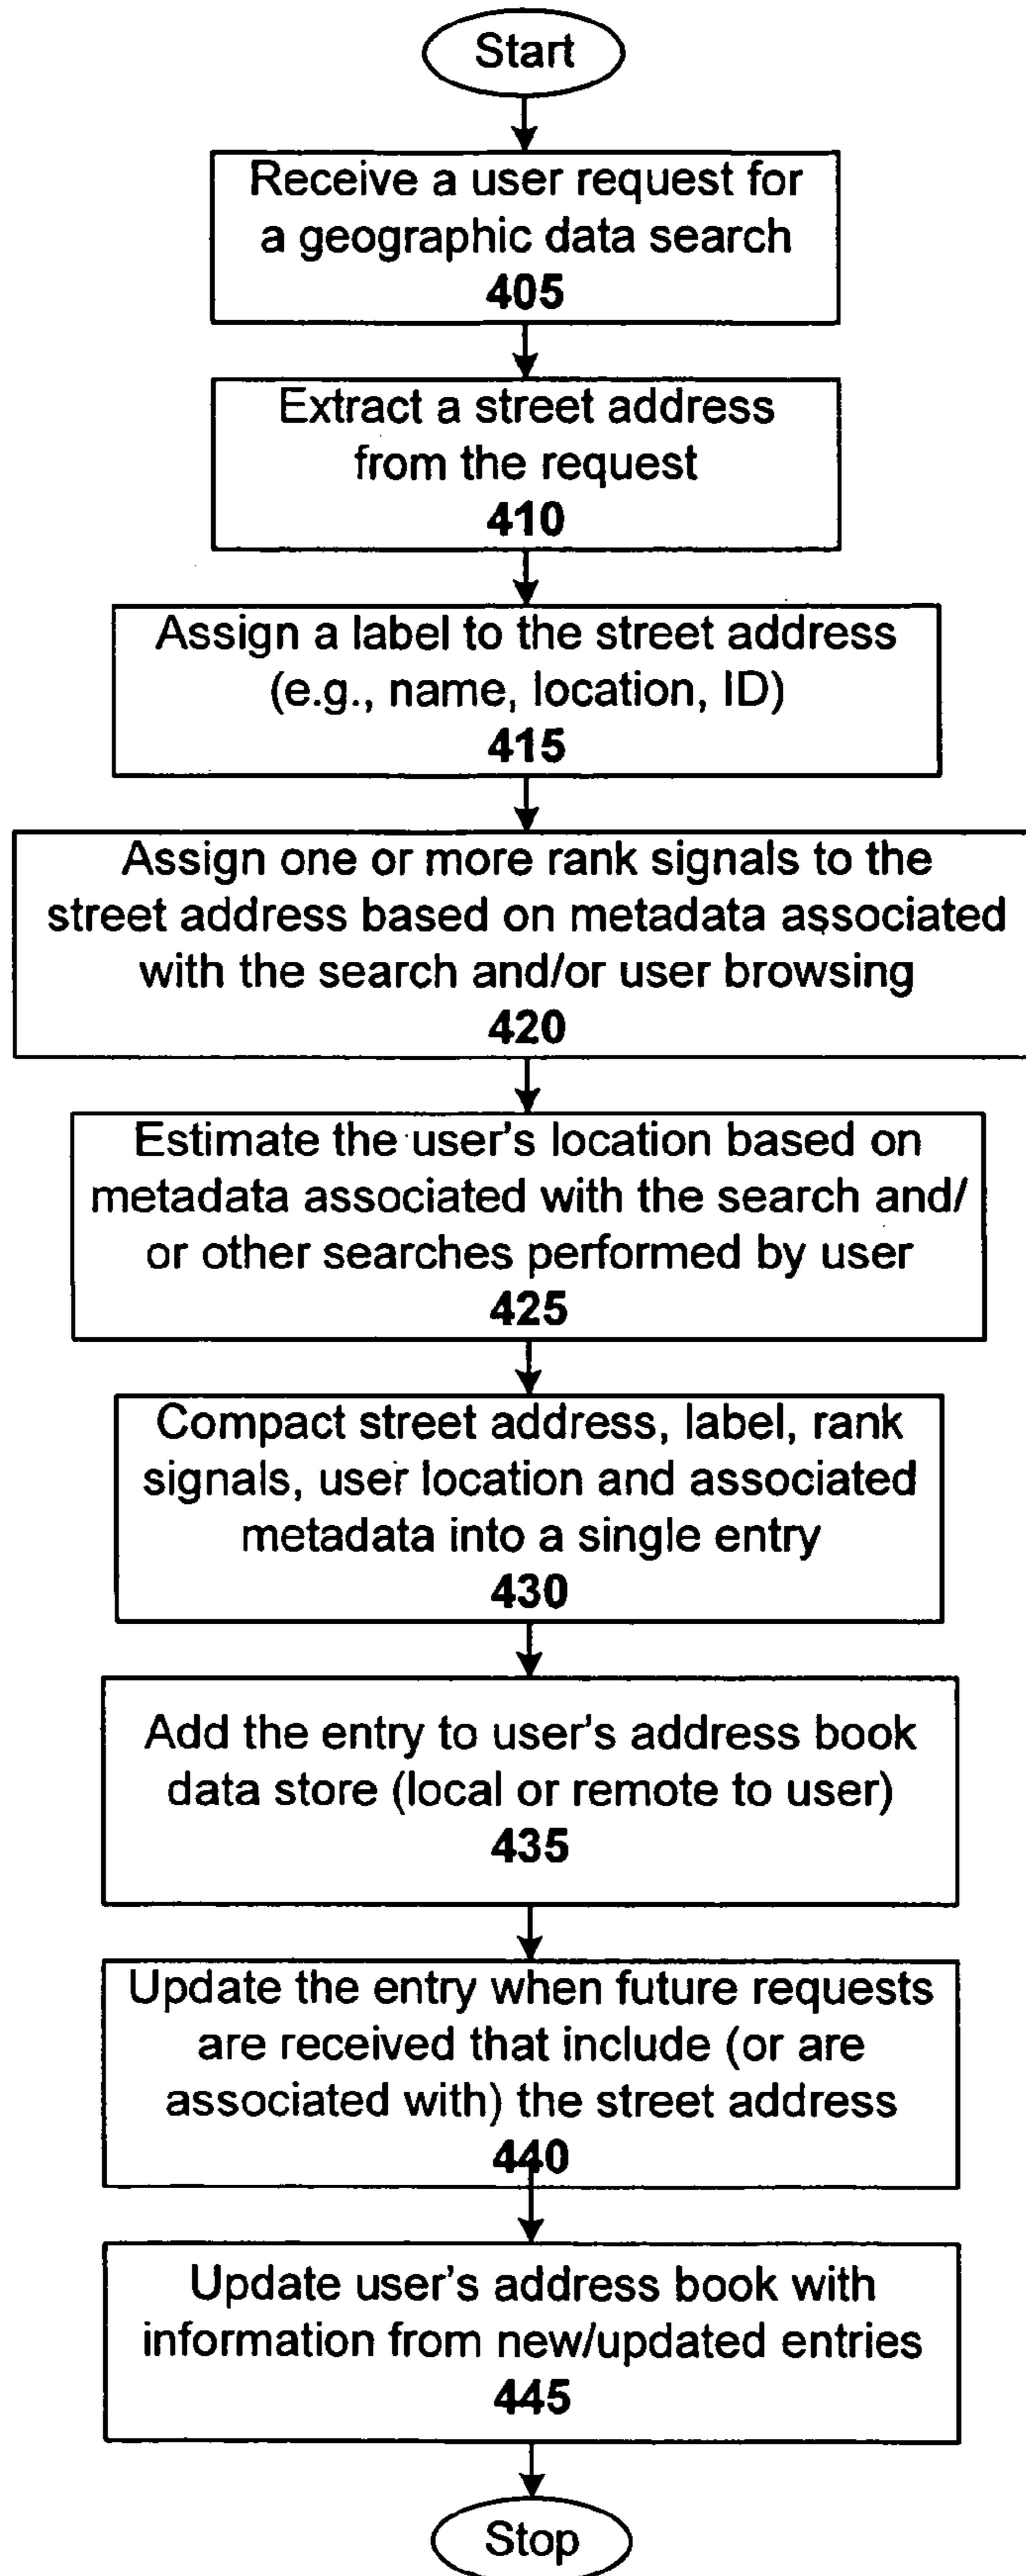 Start
Receive a user request for
a geographic data search
405
Extract a street address
from the request
410
Assign a label to the street address
(e.g., name, location, ID)
415
Assign one or more rank signals to the
street address based on metadata associated
with the search and/or user browsing
420
Estimate the user's location based on
metadata associated with the search and/
or other searches performed by user
425
Compact street address, label, rank
signals, user location and associated
metadata into a single entry
430
Add the entry to user's address book
data store (local or remote to user)
435
Update the entry when future requests
are received that include (or are
associated with) the street address
440
Update user's address book with
information from new/updated entries
445
Stop